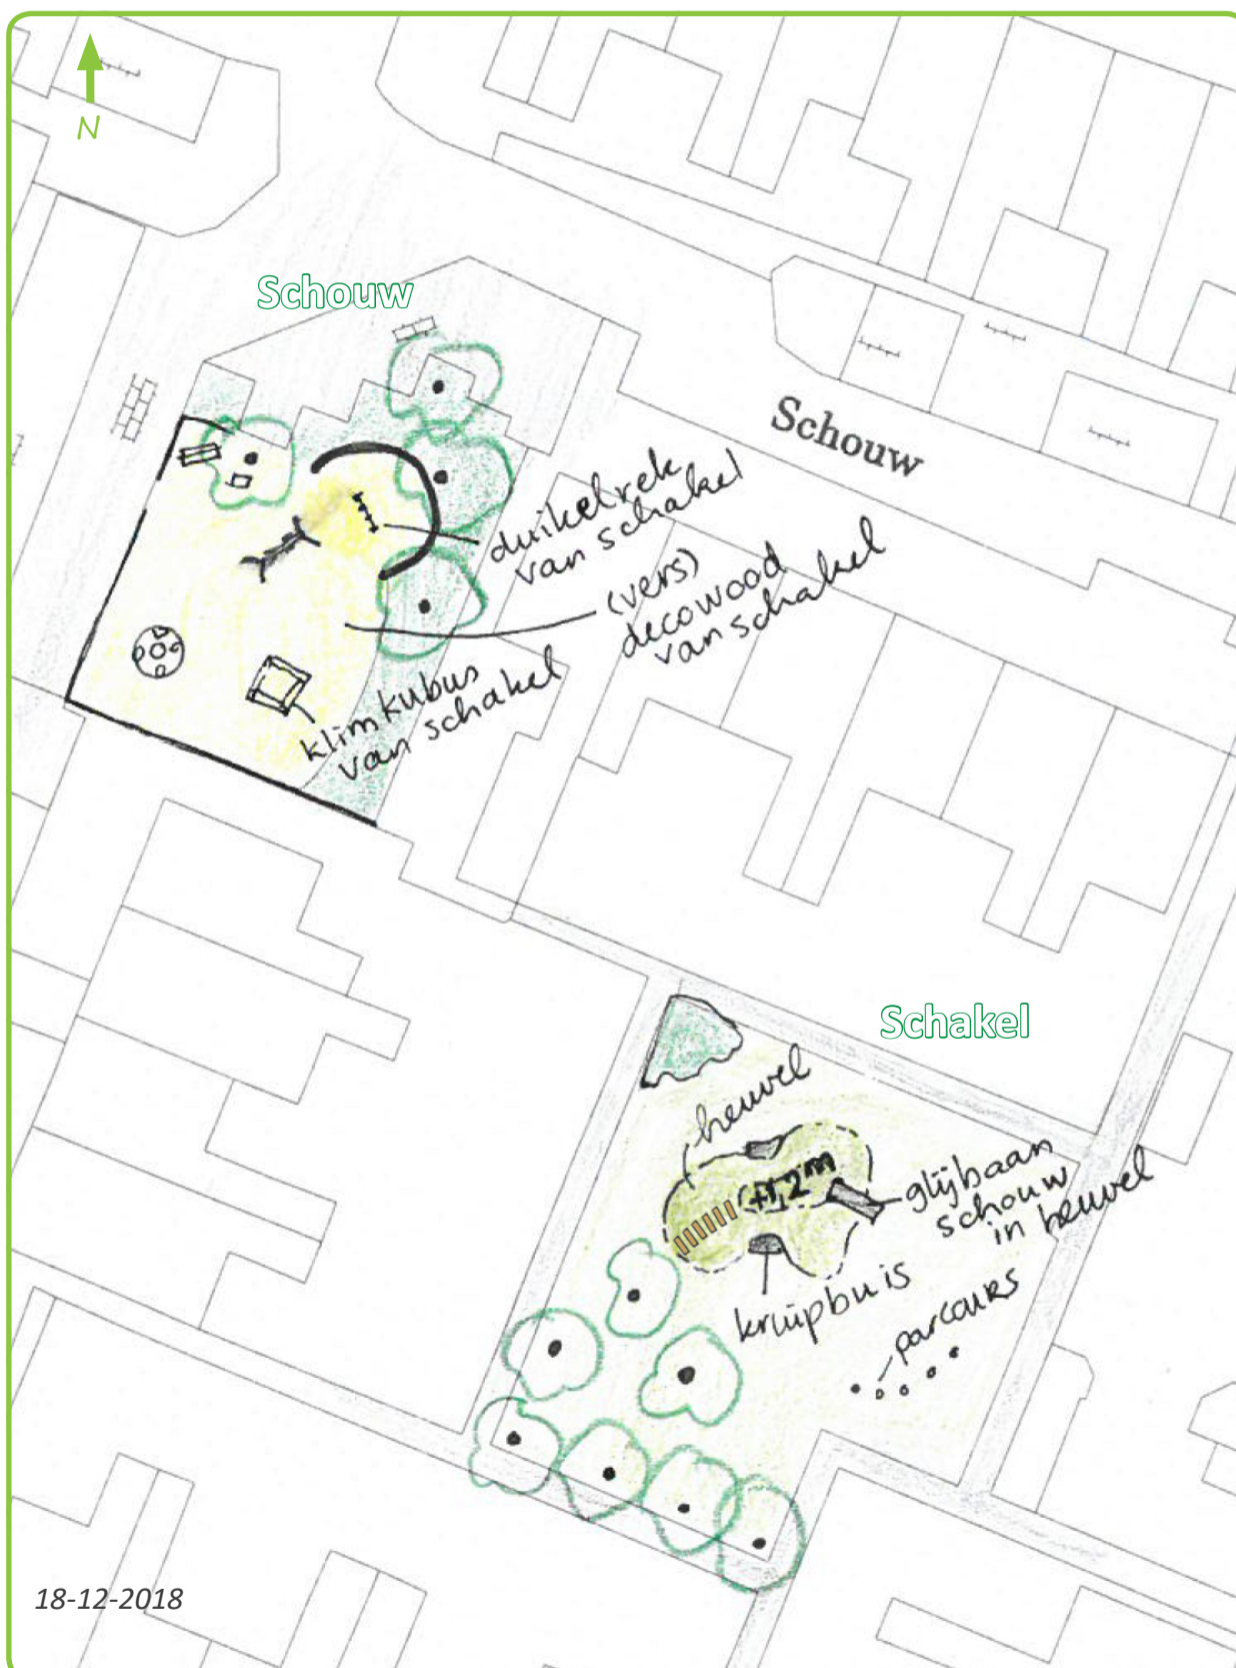 N
Schouw
Schouw
duikelrek
van schakel
(vers)
decowood
van schakel
klimkubus
van schakel
Schakel
heuvel
+1,2m
glijbaan
schouw
in heuvel
kruipbuis
parcours
18-12-2018